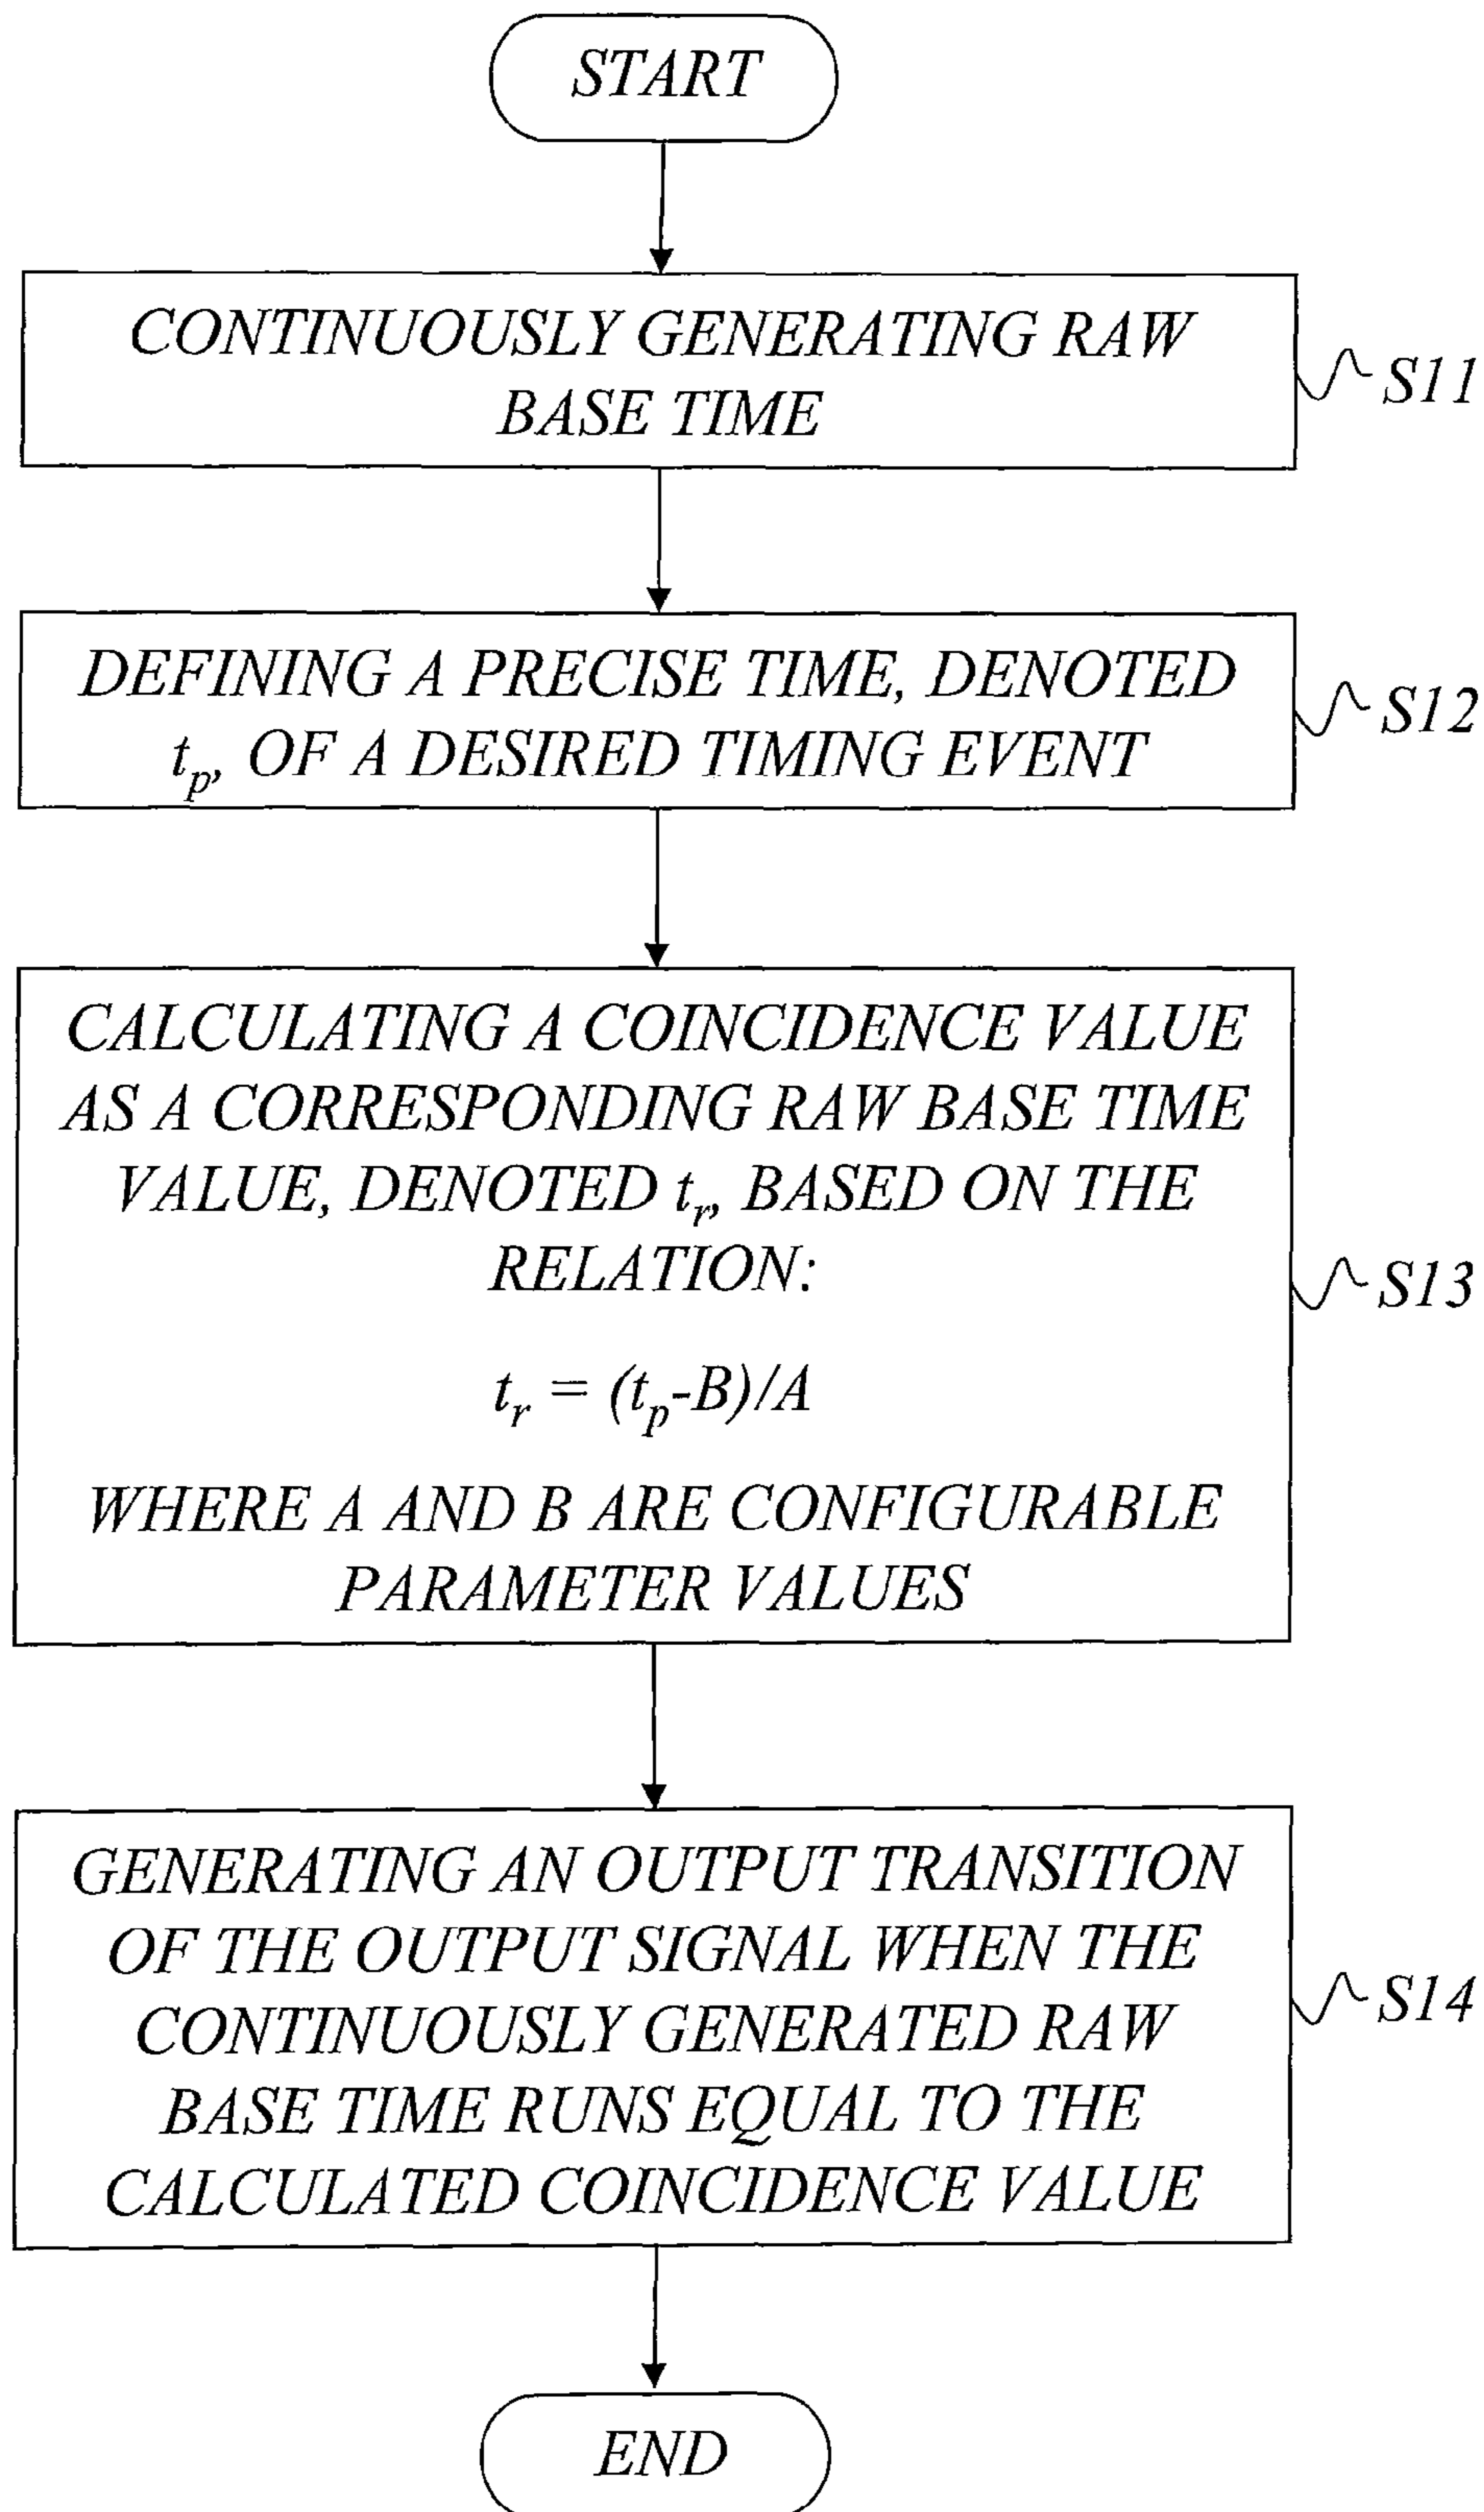 START
CONTINUOUSLY GENERATING RAW
BASE TIME
S11
DEFINING A PRECISE TIME, DENOTED
tp, OF A DESIRED TIMING EVENT
S12
CALCULATING A COINCIDENCE VALUE
AS A CORRESPONDING RAW BASE TIME
VALUE, DENOTED tr, BASED ON THE
RELATION:
tr = (tp-B)/A
WHERE A AND B ARE CONFIGURABLE
PARAMETER VALUES
S13
GENERATING AN OUTPUT TRANSITION
OF THE OUTPUT SIGNAL WHEN THE
CONTINUOUSLY GENERATED RAW
BASE TIME RUNS EQUAL TO THE
CALCULATED COINCIDENCE VALUE
S14
END